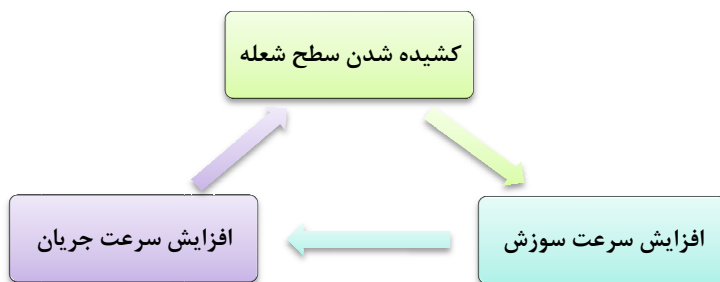 کشیده شدن سطح شعله
افزایش سرعت سوزش
افزایش سرعت جریان